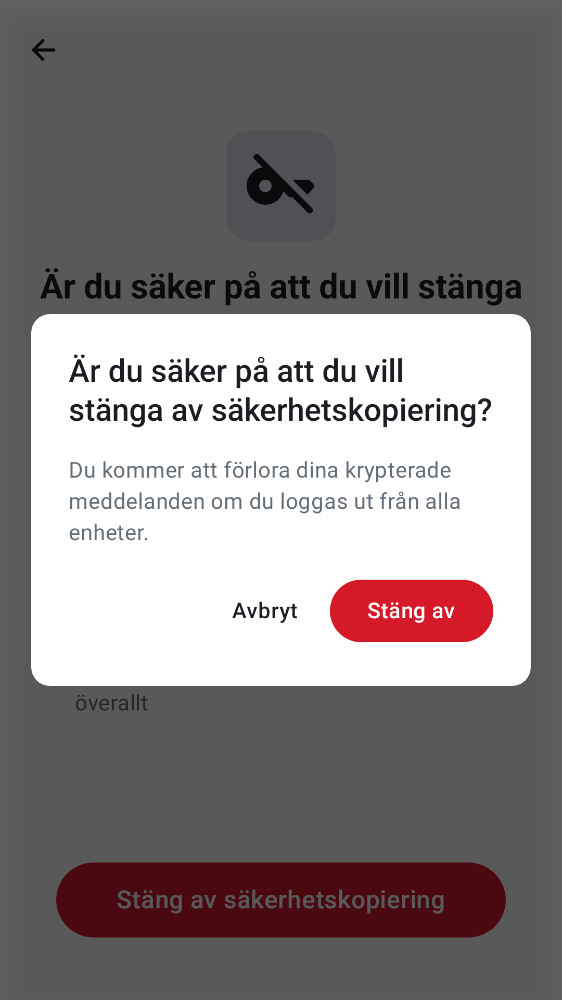 Är du säker på att du vill stänga
Är du säker på att du vill
stänga av säkerhetskopiering?
Du kommer att förlora dina krypterade
meddelanden om du loggas ut från alla
enheter.
Avbryt
Stäng av
överallt
Stäng av säkerhetskopiering